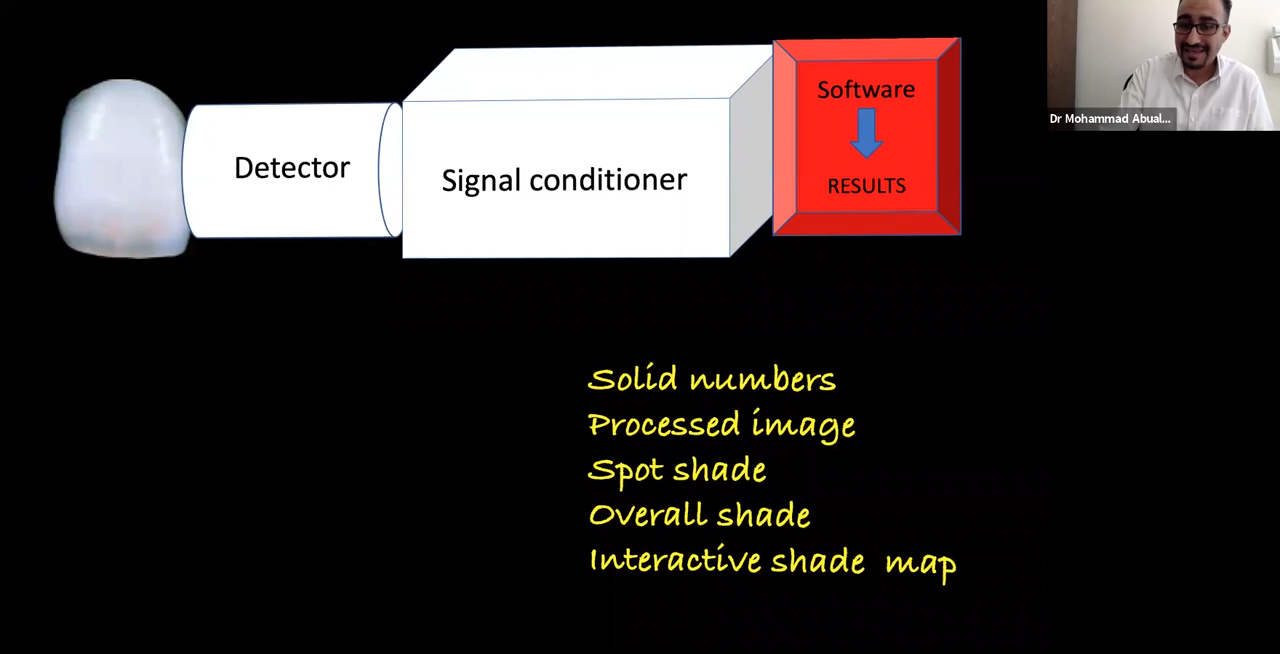 Detector
Signal conditioner
Software
RESULTS
Dr Mohammad Abual...
Solid numbers
Processed image
Spot shade
Overall shade
Interactive shade map